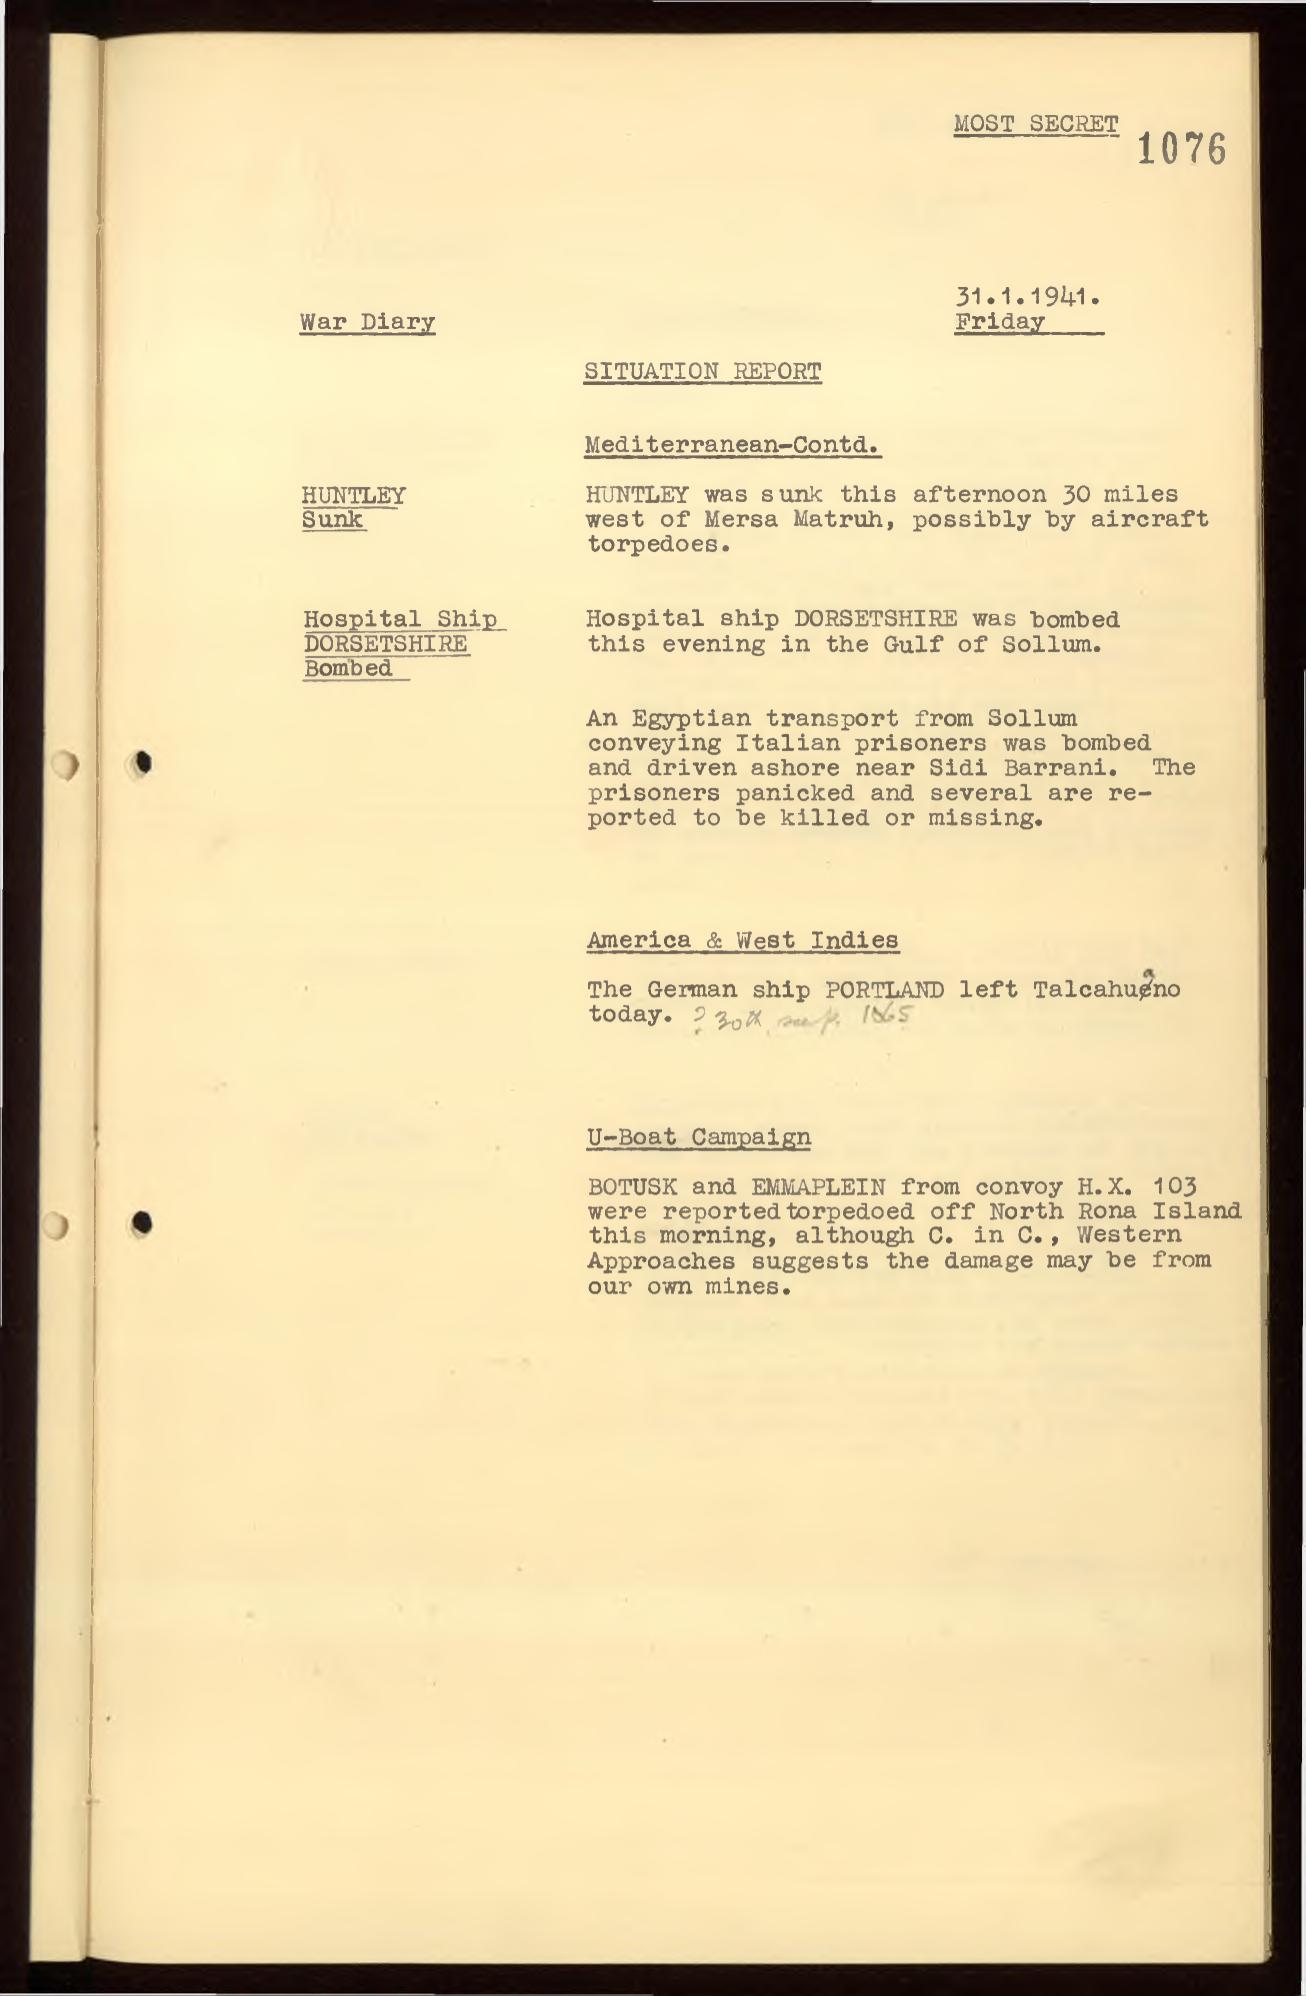 MOST SECRET
1076
31.1.1941.
War Diary
Friday
SITUATION REPORT
Mediterranean-Contd.
HUNTLEY
Sunk
HUNTLEY was sunk this afternoon 30 miles
west of Mersa Matruh, possibly by aircraft
torpedoes.
Hospital Ship
DORSETSHIRE
Bombed
Hospital ship DORSETSHIRE was bombed
this evening in the Gulf of Sollum.
An Egyptian transport from Sollum
conveying Italian prisoners was bombed
and driven ashore near Sidi Barrani. The
prisoners panicked and several are re-
ported to be killed or missing.
America & West Indies
The German ship PORTLAND left Talcahuano
today. ? 30th see p. 1065
U-Boat Campaign
BOTUSK and EMMAPLEIN from convoy H.X. 103
were reported torpedoed off North Rona Island
this morning, although C. in C., Western
Approaches suggests the damage may be from
our own mines.